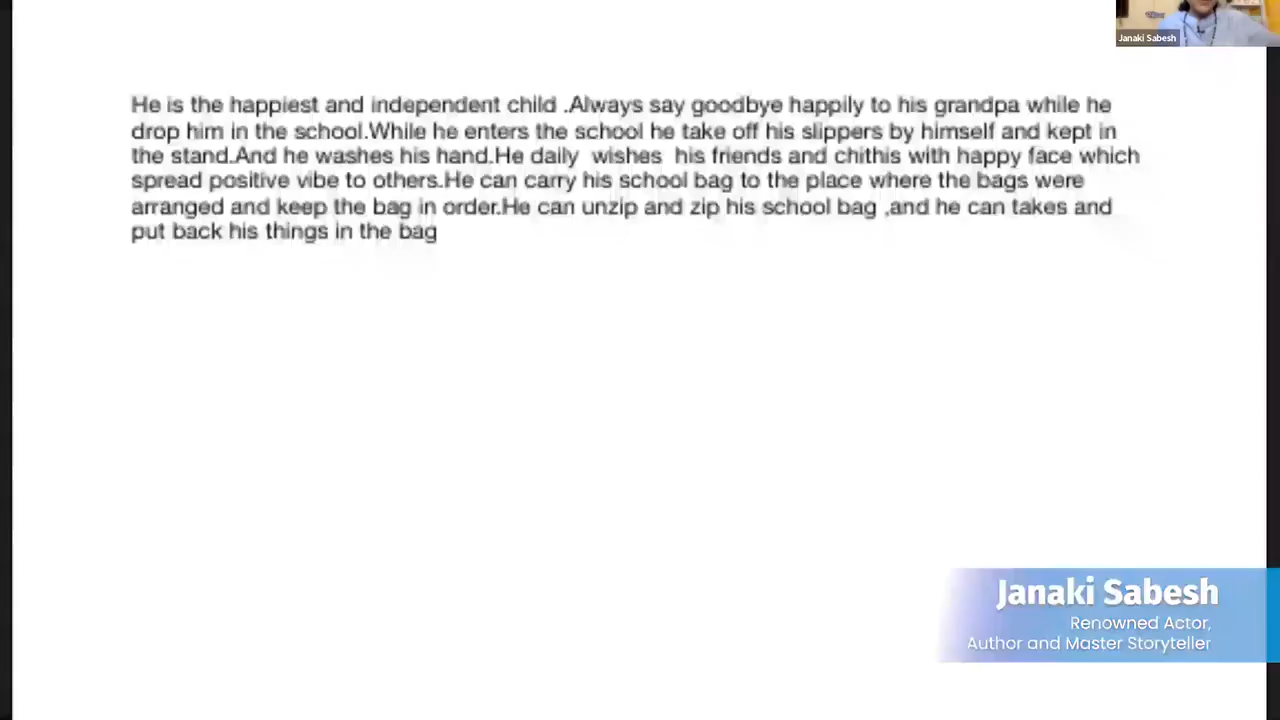 Janaki Sabesh
He is the happiest and independent child .Always say goodbye happily to his grandpa while he
drop him in the school.While he enters the school he take off his slippers by himself and kept in
the stand.And he washes his hand.He daily  wishes  his friends and chithis with happy face which
spread positive vibe to others.He can carry his school bag to the place where the bags were
arranged and keep the bag in order.He can unzip and zip his school bag ,and he can takes and
put back his things in the bag
Janaki Sabesh
Renowned Actor,
Author and Master Storyteller